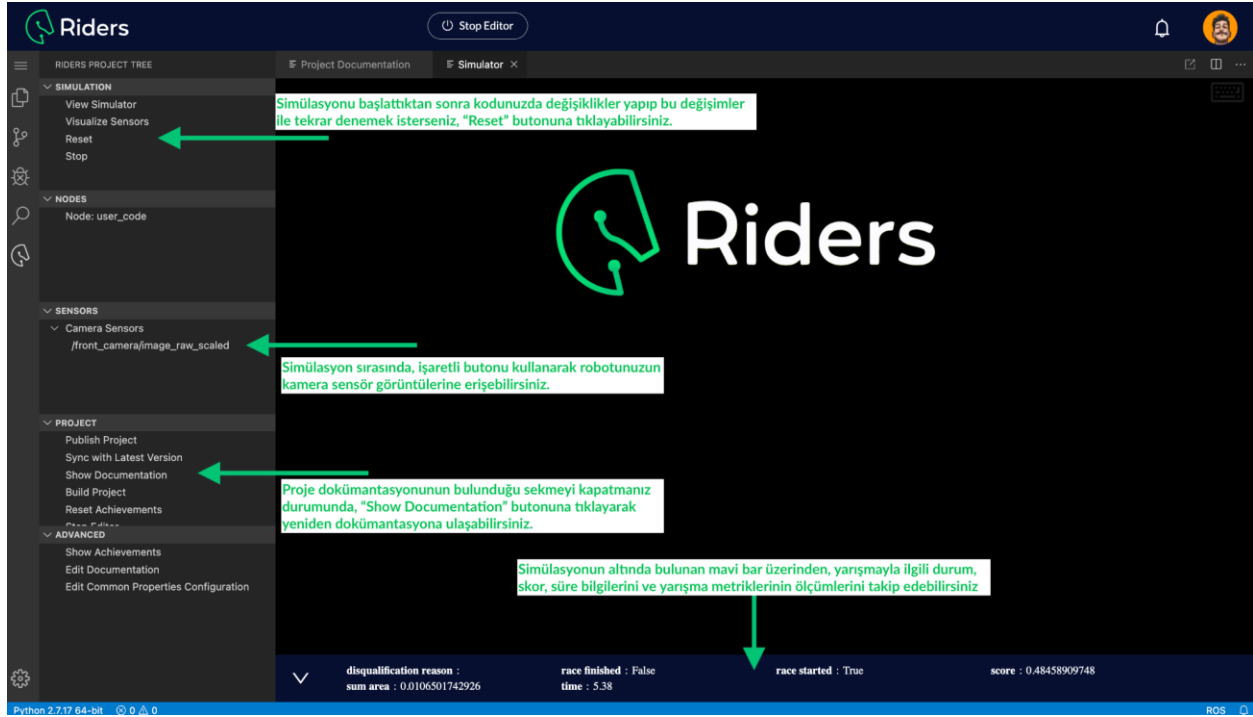 Riders
Stop Editor
RIDERS PROJECT TREE
Project Documentation
Simulator
SIMULATION
View Simulator
Visualize Sensors
Reset
Stop
Simülasyonu başlattıktan sonra kodunuzda değişiklikler yapıp bu değişimler
ile tekrar denemek isterseniz, “Reset” butonuna tıklayabilirsiniz.
NODES
Node: user_code
Riders
SENSORS
Camera Sensors
/front_camera/image_raw_scaled
Simülasyon sırasında, işaretli butonu kullanarak robotunuzun
kamera sensör görüntülerine erişebilirsiniz.
PROJECT
Publish Project
Sync with Latest Version
Show Documentation
Build Project
Reset Achievements
Stop Editor
Proje dokümantasyonunun bulunduğu sekmeyi kapatmanız
durumunda, “Show Documentation” butonuna tıklayarak
yeniden dokümantasyona ulaşabilirsiniz.
ADVANCED
Show Achievements
Edit Documentation
Edit Common Properties Configuration
Simülasyonun altında bulunan mavi bar üzerinden, yarışmayla ilgili durum,
skor, süre bilgilerini ve yarışma metriklerinin ölçümlerini takip edebilirsiniz
disqualification reason :
race finished : False
race started : True
score : 0.48458909748
sum area : 0.0106501742926
time : 5.38
Python 2.7.17 64-bit
0
0
ROS